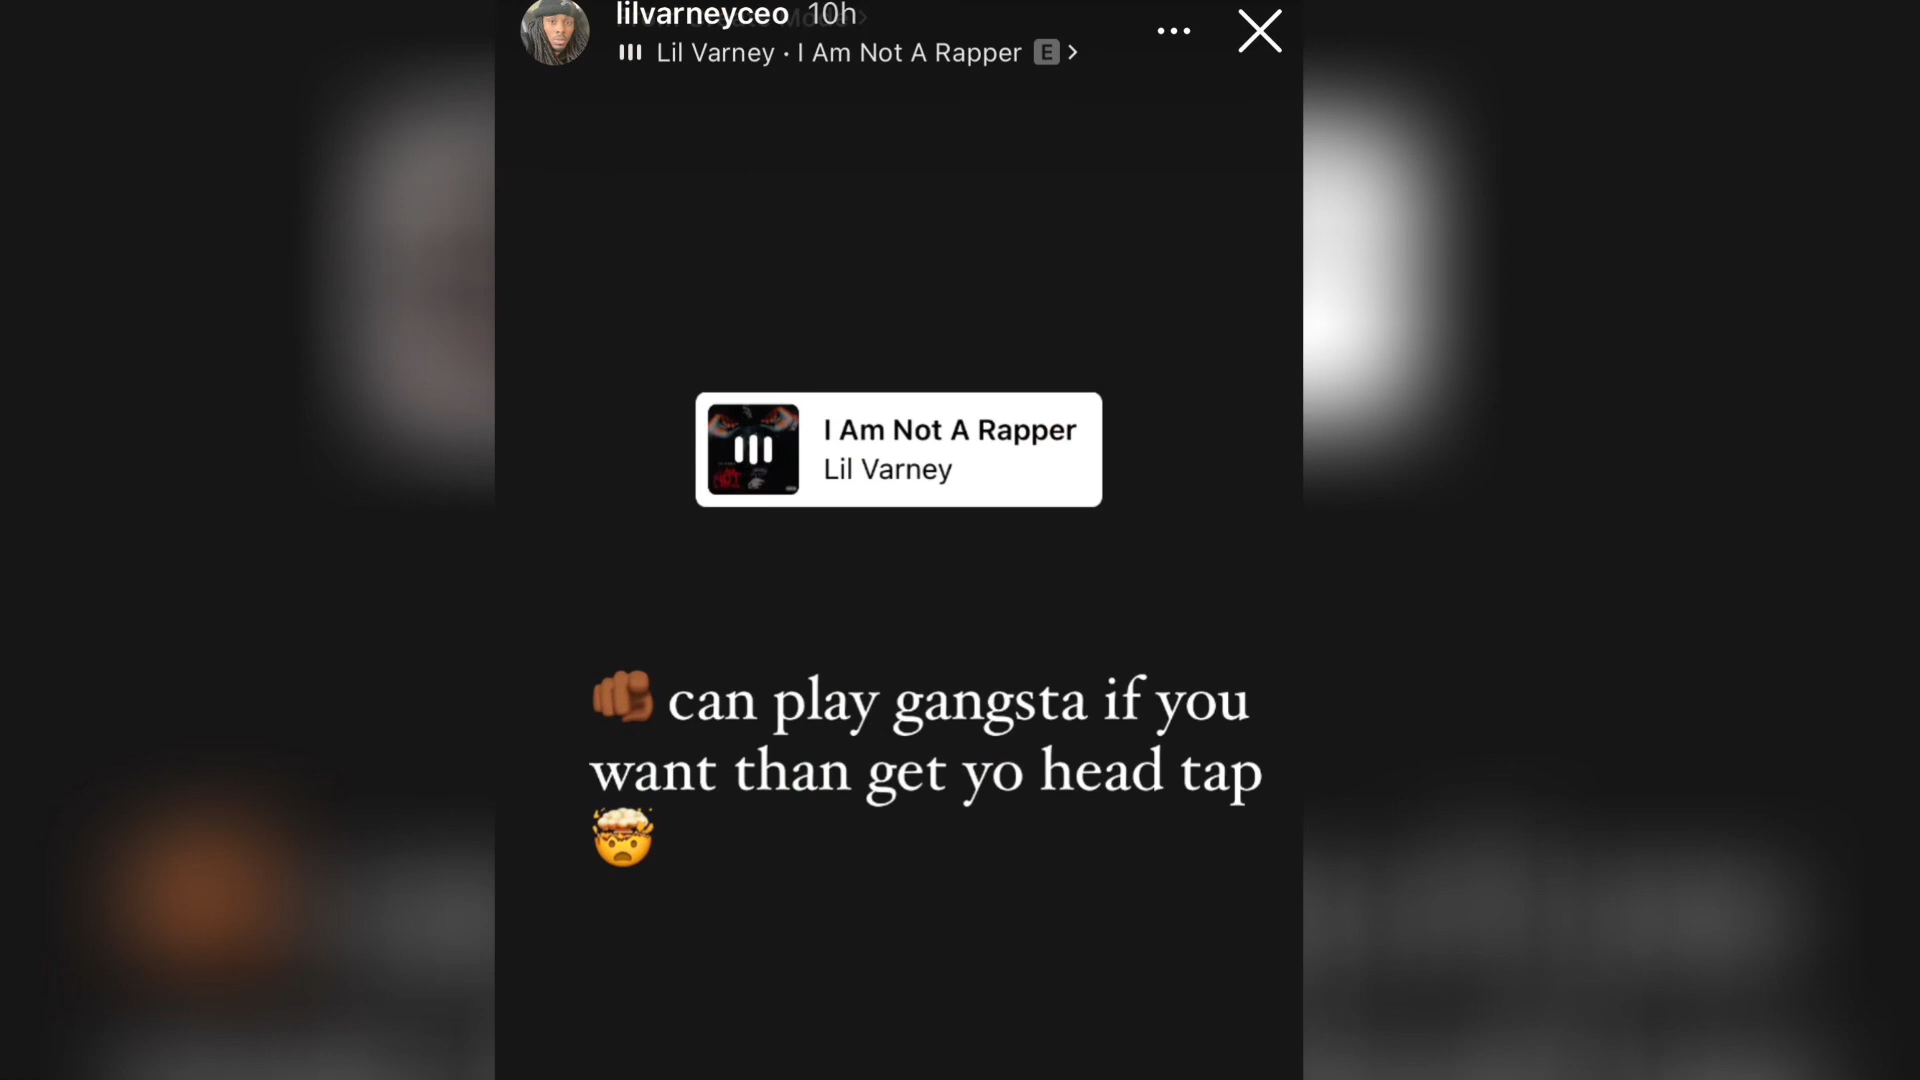 lilvarneyceo 10h
Lil Varney · I Am Not A Rapper E
I Am Not A Rapper
Lil Varney
🫵🏾 can play gangsta if you
want than get yo head tap
🤯